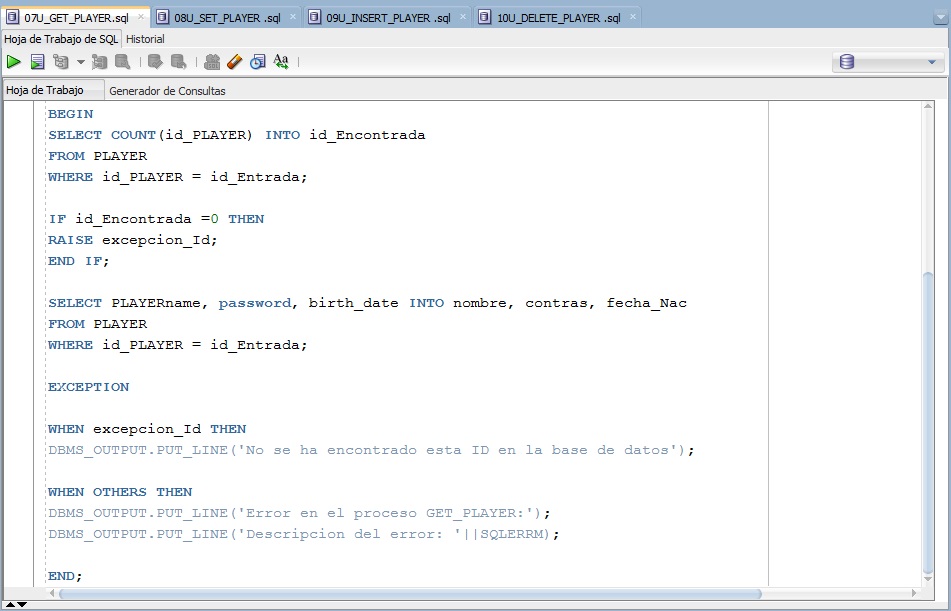 07U_GET_PLAYER.sql 08U_SET_PLAYER .sql 09U_INSERT_PLAYER .sql 10U_DELETE_PLAYER .sql
Hoja de Trabajo de SQL Historial
Aa
Hoja de Trabajo Generador de Consultas
BEGIN
SELECT COUNT(id_PLAYER) INTO id_Encontrada
FROM PLAYER
WHERE id_PLAYER = id_Entrada;
IF id_Encontrada =0 THEN
RAISE excepcion_Id;
END IF;
SELECT PLAYERname, password, birth_date INTO nombre, contras, fecha_Nac
FROM PLAYER
WHERE id_PLAYER = id_Entrada;
EXCEPTION
WHEN excepcion_Id THEN
DBMS_OUTPUT.PUT_LINE('No se ha encontrado esta ID en la base de datos');
WHEN OTHERS THEN
DBMS_OUTPUT.PUT_LINE('Error en el proceso GET_PLAYER:');
DBMS_OUTPUT.PUT_LINE('Descripcion del error: '||SQLERRM);
END;